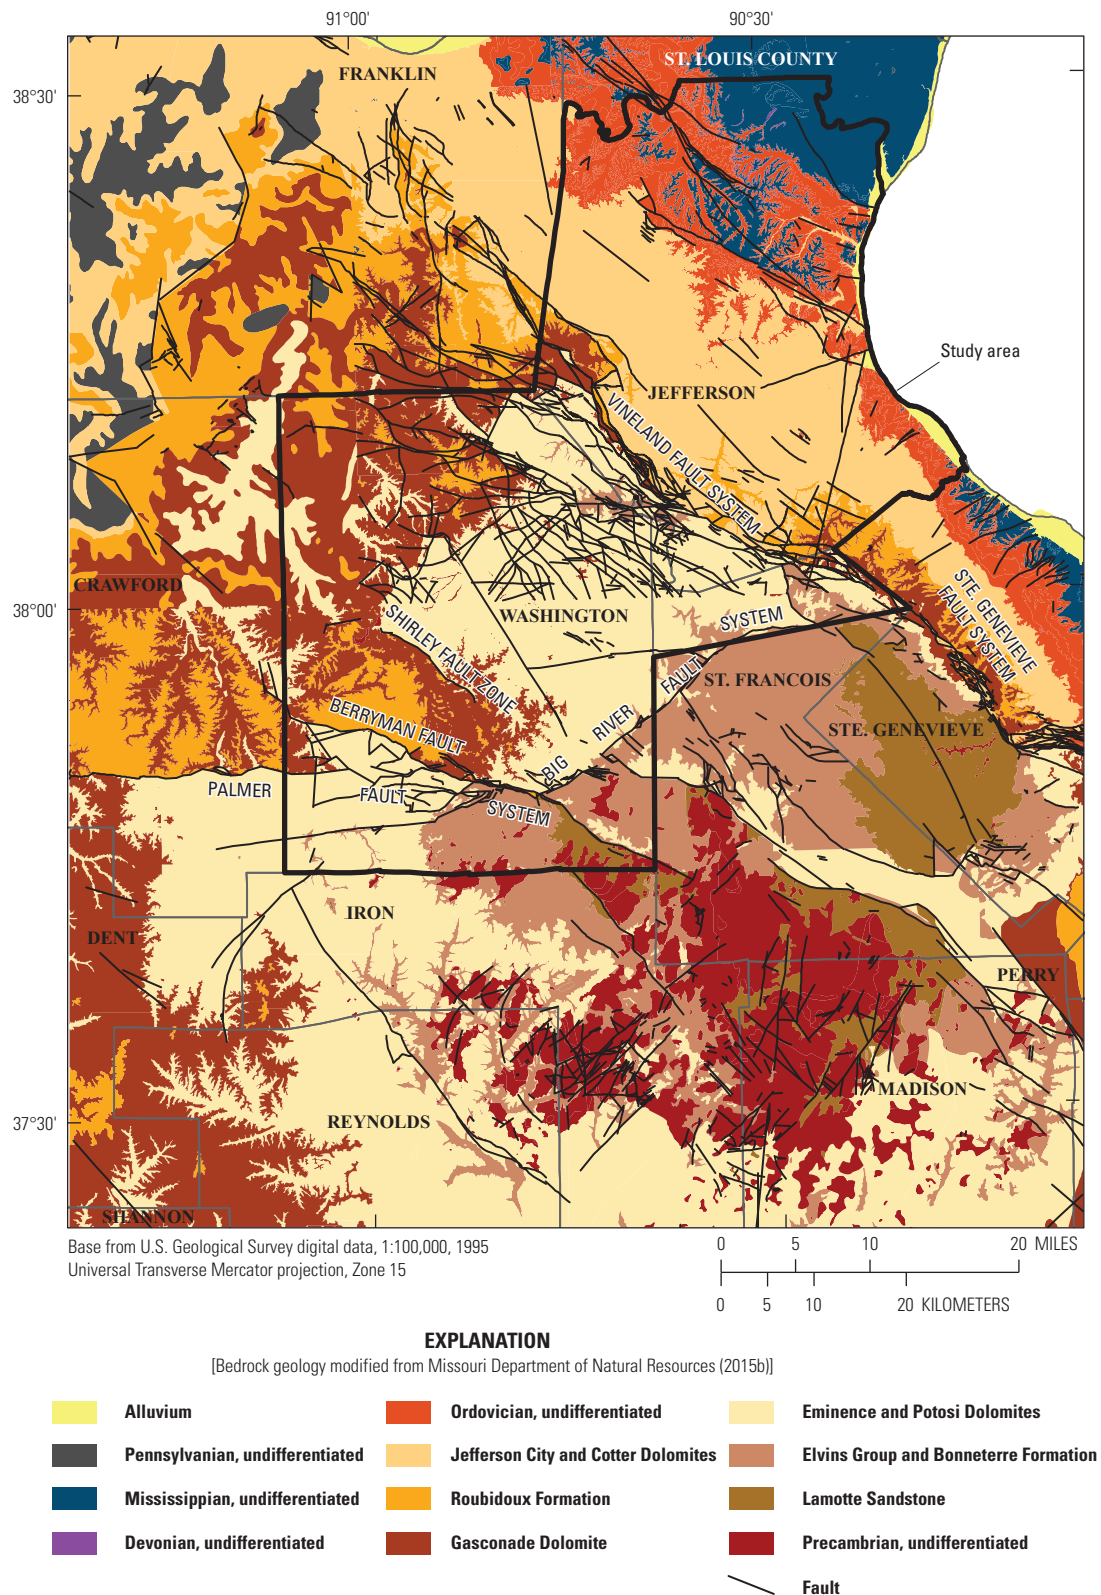 91°00'
90°30'
38°30'
38°00'
37°30'
FRANKLIN
ST. LOUIS COUNTY
Study area
JEFFERSON
VINELAND FAULT SYSTEM
CRAWFORD
WASHINGTON
SHIRLEY FAULT ZONE
STE. GENEVIEVE
FAULT SYSTEM
BIG RIVER FAULT SYSTEM
ST. FRANCOIS
STE. GENEVIEVE
BERRYMAN FAULT
PALMER FAULT SYSTEM
IRON
DENT
PERRY
MADISON
REYNOLDS
SHANNON
Base from U.S. Geological Survey digital data, 1:100,000, 1995
Universal Transverse Mercator projection, Zone 15
0 5 10 20 MILES
0 5 10 20 KILOMETERS
EXPLANATION
[Bedrock geology modified from Missouri Department of Natural Resources (2015b)]
Alluvium
Pennsylvanian, undifferentiated
Mississippian, undifferentiated
Devonian, undifferentiated
Ordovician, undifferentiated
Jefferson City and Cotter Dolomites
Roubidoux Formation
Gasconade Dolomite
Eminence and Potosi Dolomites
Elvins Group and Bonneterre Formation
Lamotte Sandstone
Precambrian, undifferentiated
Fault